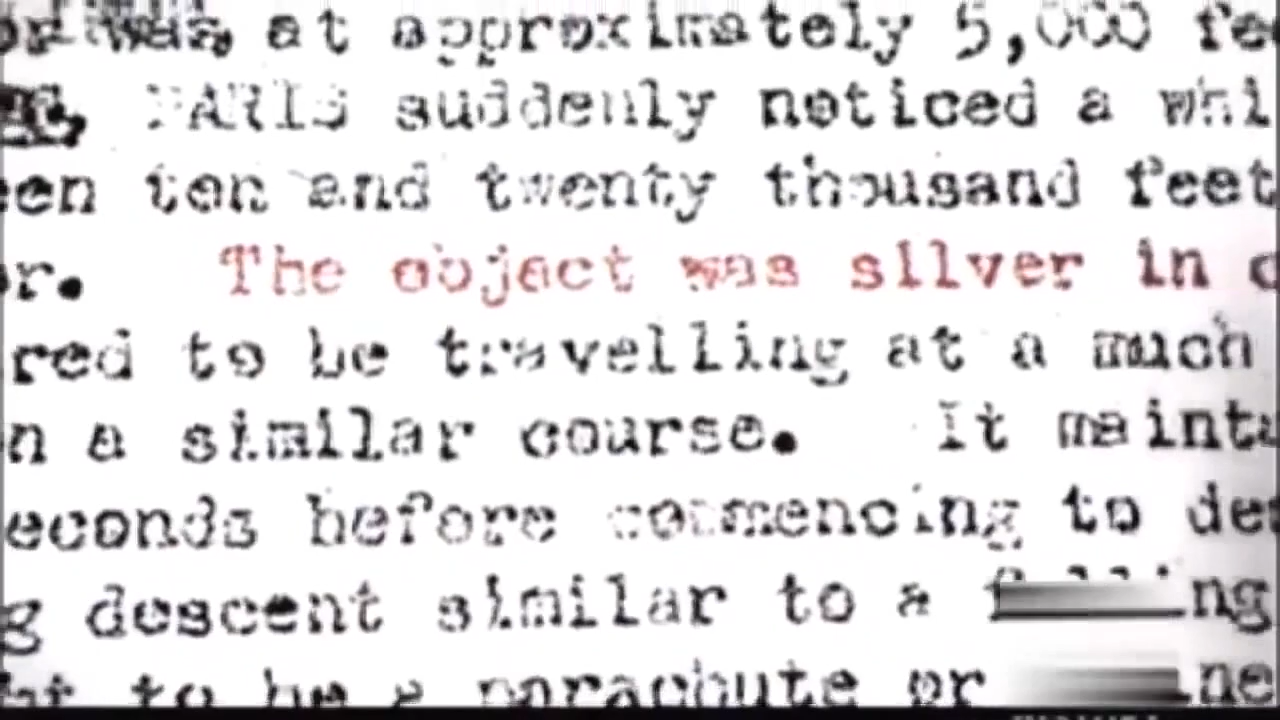 was, at approximately 5,000 fe
PARIS suddenly noticed a whi
en ten and twenty thousand feet
r. The object was silver in c
red to be travelling at a much
n a similar course. It mainta
econds before commencing to de
g descent similar to a f ng
to be a parachute or ne